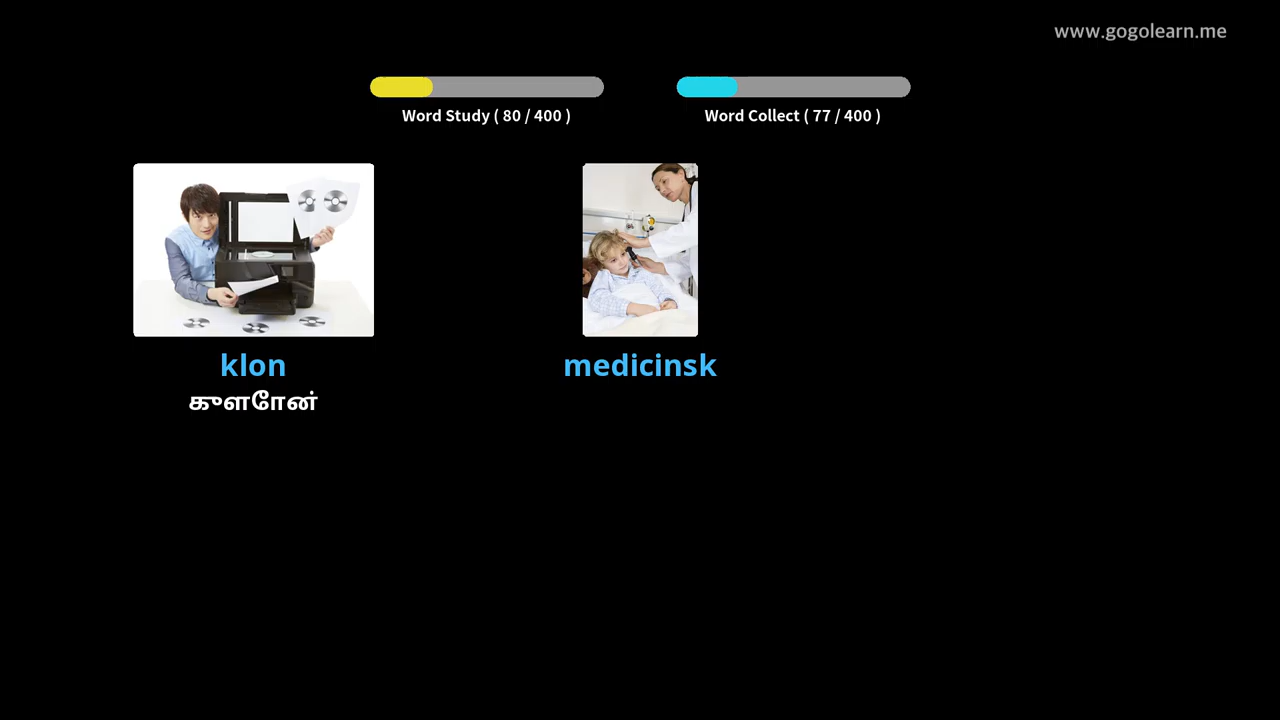 www.gogolearn.me
Word Study ( 80 / 400 )
Word Collect ( 77 / 400 )
klon
குளோன்
medicinsk